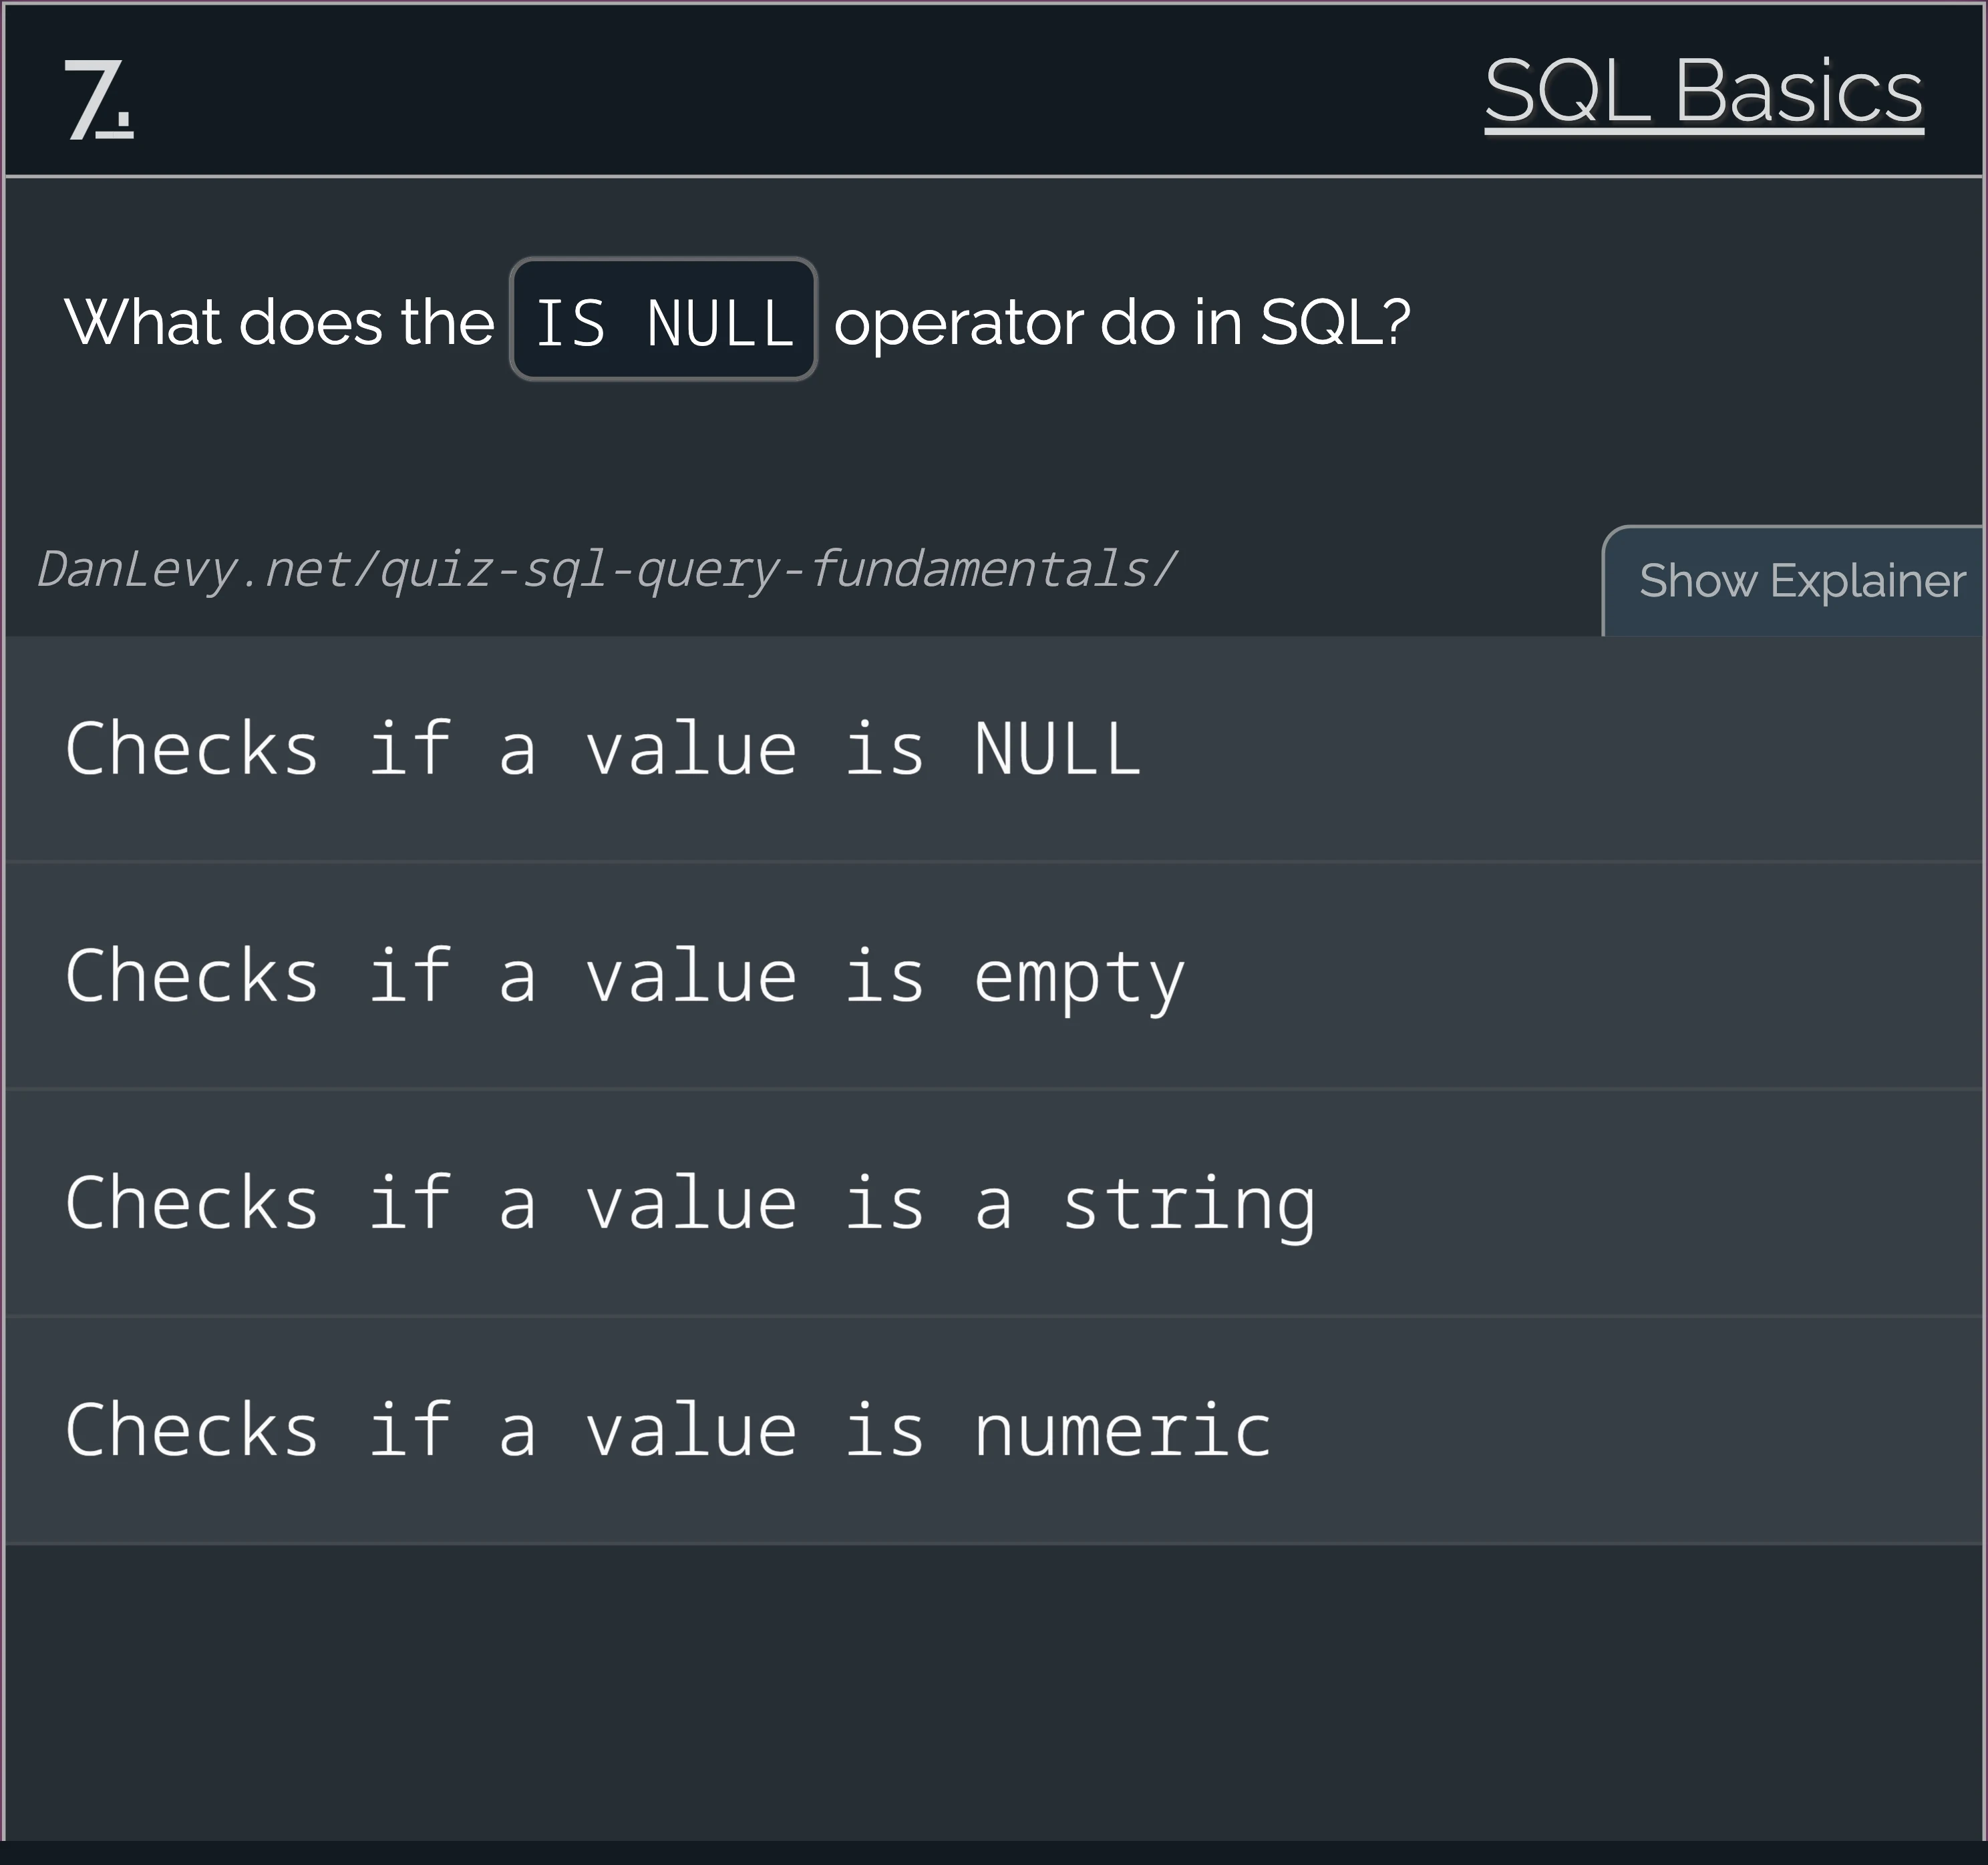 7.
SQL Basics
What does the IS NULL operator do in SQL?
DanLevy.net/quiz-sql-query-fundamentals/
Show Explainer
Checks if a value is NULL
Checks if a value is empty
Checks if a value is a string
Checks if a value is numeric